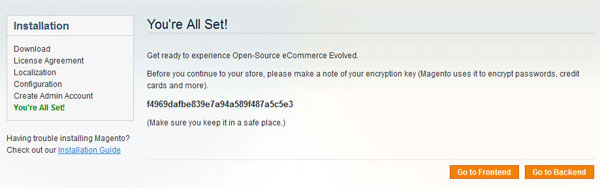 Installation
Download
License Agreement
Localization
Configuration
Create Admin Account
You're All Set!
Having trouble installing Magento?
Check out our Installation Guide
You're All Set!
Get ready to experience Open-Source eCommerce Evolved.
Before you continue to your store, please make a note of your encryption key (Magento uses it to encrypt passwords, credit
cards and more).
f4969dafbe839e7a94a589f487a5c5e3
(Make sure you keep it in a safe place.)
Go to Frontend
Go to Backend